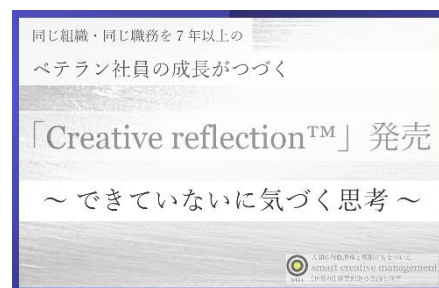 同じ組織・同じ職務を7年以上の
ベテラン社員の成長がつづく
「Creative reflection™」発売
～ できていないに気づく思考 ～
smart creative management